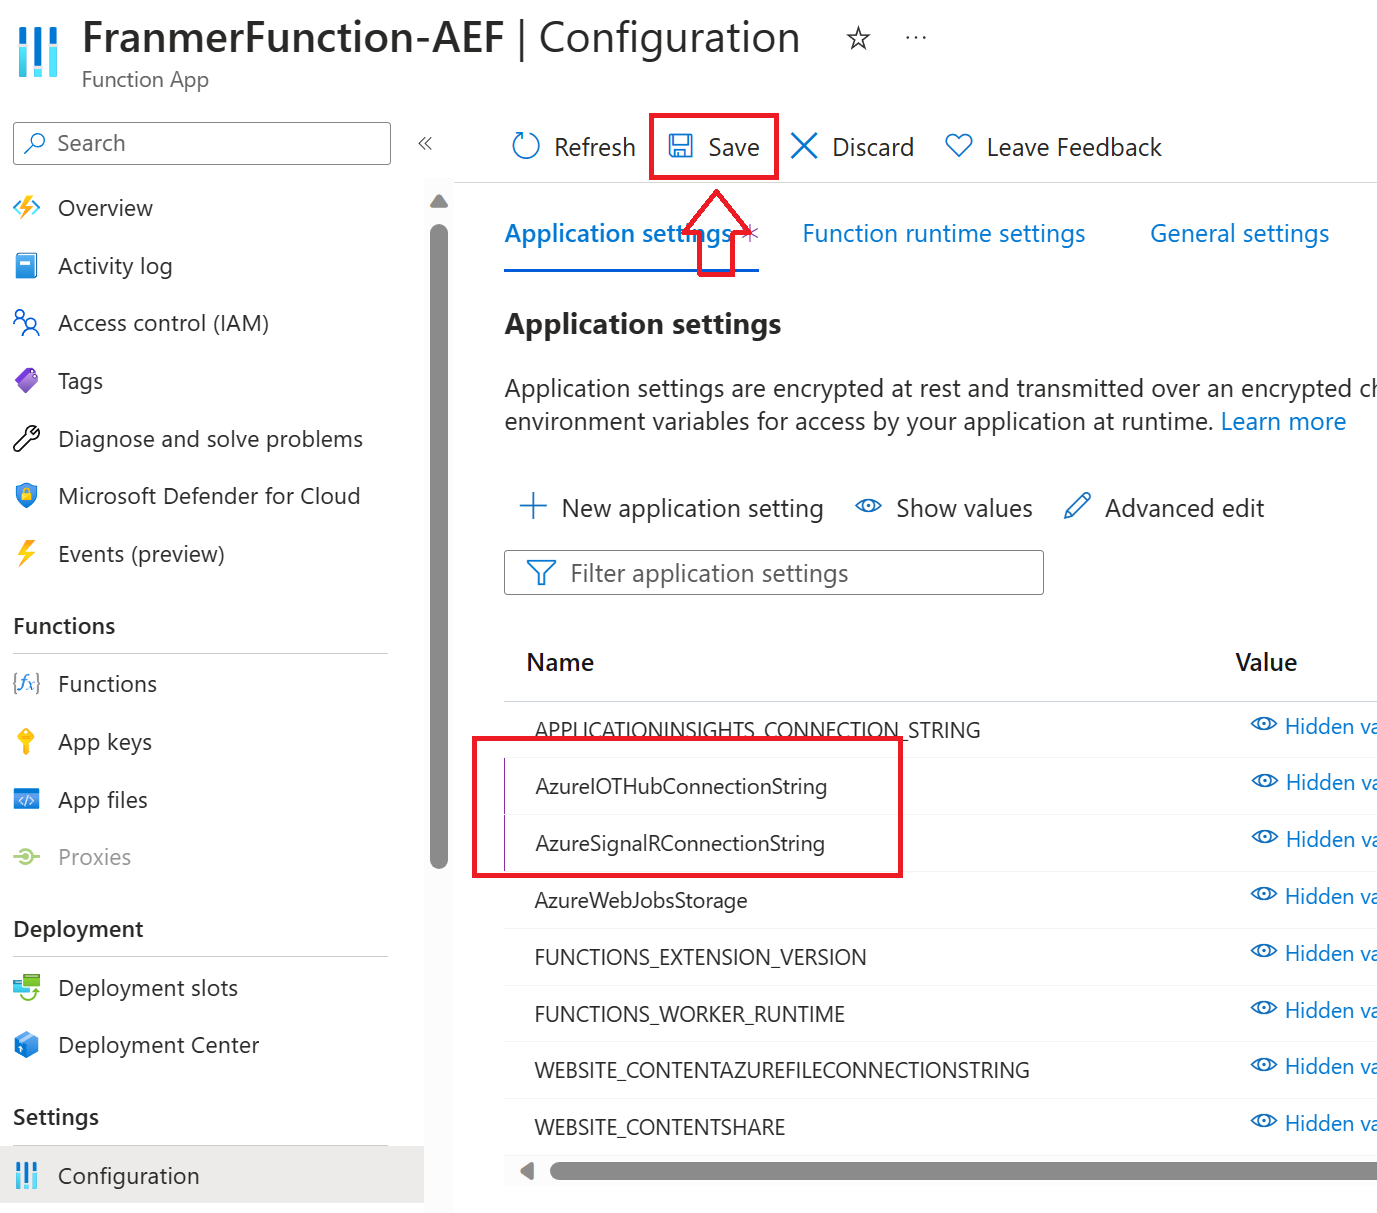 FranmerFunction-AEF | Configuration
Function App
Search
Refresh
Save
Discard
Leave Feedback
Overview
Activity log
Access control (IAM)
Tags
Diagnose and solve problems
Microsoft Defender for Cloud
Events (preview)
Functions
Functions
App keys
App files
Proxies
Deployment
Deployment slots
Deployment Center
Settings
Configuration
Application settings *
Function runtime settings
General settings
Application settings
Application settings are encrypted at rest and transmitted over an encrypted ch
environment variables for access by your application at runtime. Learn more
New application setting
Show values
Advanced edit
Filter application settings
Name Value
APPLICATIONINSIGHTS_CONNECTION_STRING Hidden va
AzureIOTHubConnectionString Hidden va
AzureSignalRConnectionString Hidden va
AzureWebJobsStorage Hidden va
FUNCTIONS_EXTENSION_VERSION Hidden va
FUNCTIONS_WORKER_RUNTIME Hidden va
WEBSITE_CONTENTAZUREFILECONNECTIONSTRING Hidden va
WEBSITE_CONTENTSHARE Hidden va